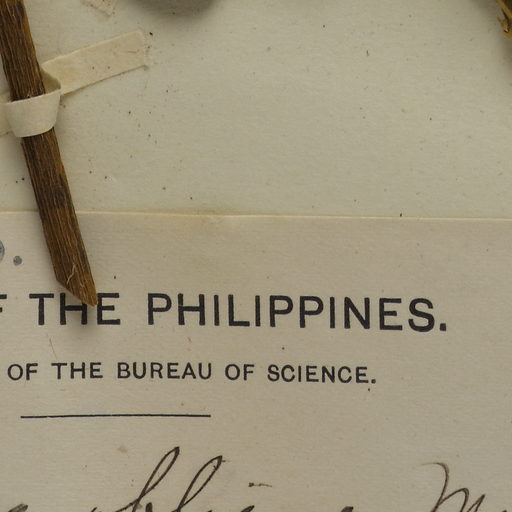 F THE PHILIPPINES.
OF THE BUREAU OF SCIENCE.